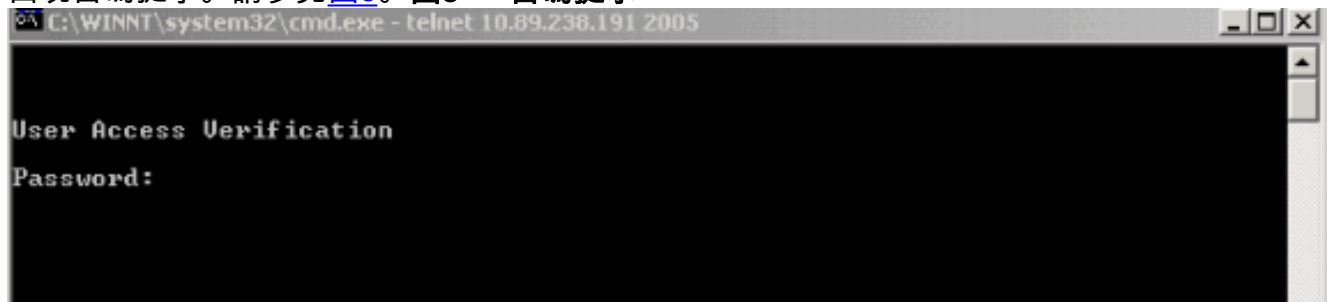 C:\WINNT\system32\cmd.exe - telnet 10.89.238.191 2005
User Access Verification
Password: